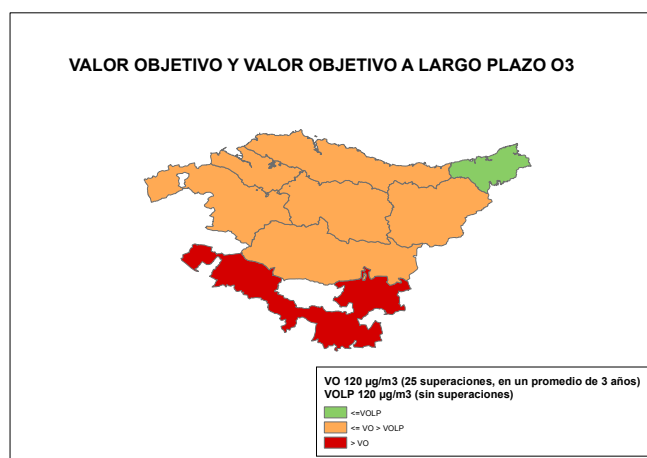 VALOR OBJETIVO Y VALOR OBJETIVO A LARGO PLAZO O3
VO 120 µg/m3 (25 superaciones, en un promedio de 3 años)
VOLP 120 µg/m3 (sin superaciones)
<=VOLP
<= VO > VOLP
> VO